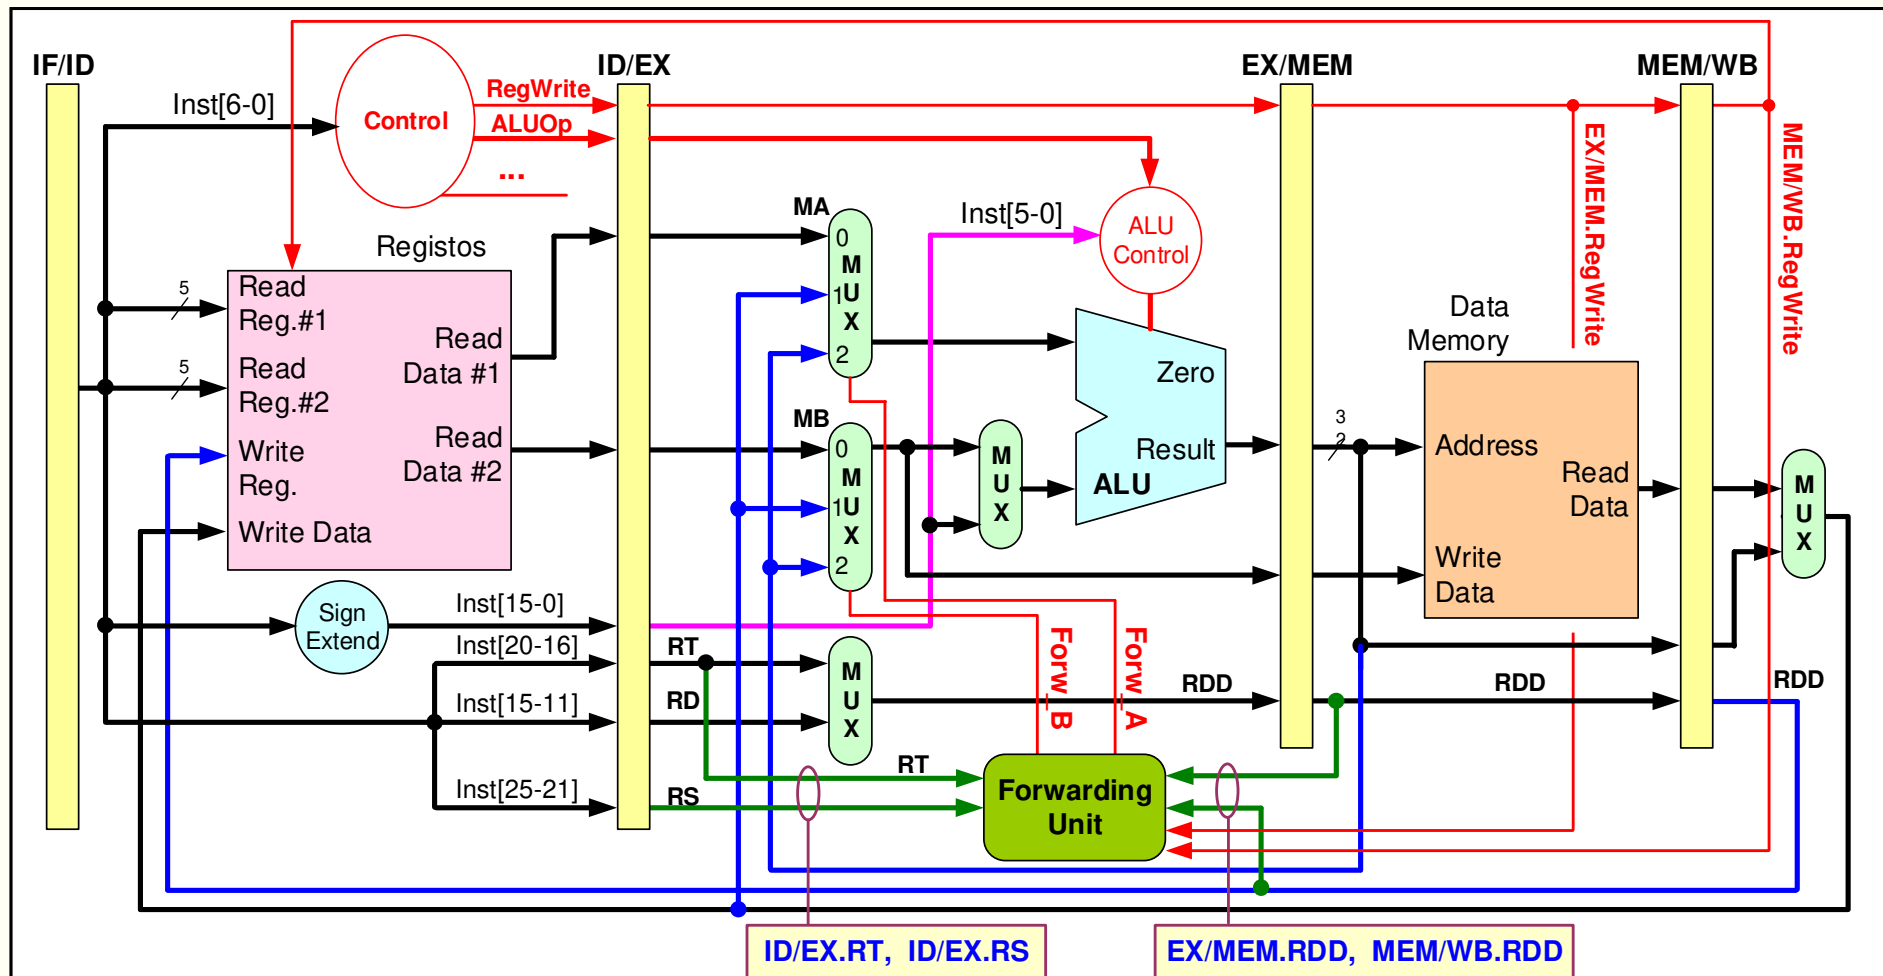 IF/ID
ID/EX
EX/MEM
MEM/WB
Inst[6-0]
Control
RegWrite
ALUOp
...
EX/MEM.RegWrite
MEM/WB.RegWrite
Registos
Read
Reg.#1
5
Read
Reg.#2
5
Write
Reg.
Write Data
Read
Data #1
Read
Data #2
MA
0
M
1U
X
2
MB
0
M
1U
X
2
Inst[5-0]
ALU
Control
M
U
X
Zero
Result
ALU
3
2
Data
Memory
Address
Read
Data
Write
Data
M
U
X
Sign
Extend
Inst[15-0]
Inst[20-16]
Inst[15-11]
Inst[25-21]
RT
RD
M
U
X
Forw_B
Forw_A
RDD
RDD
RDD
RT
RS
Forwarding
Unit
ID/EX.RT, ID/EX.RS
EX/MEM.RDD, MEM/WB.RDD